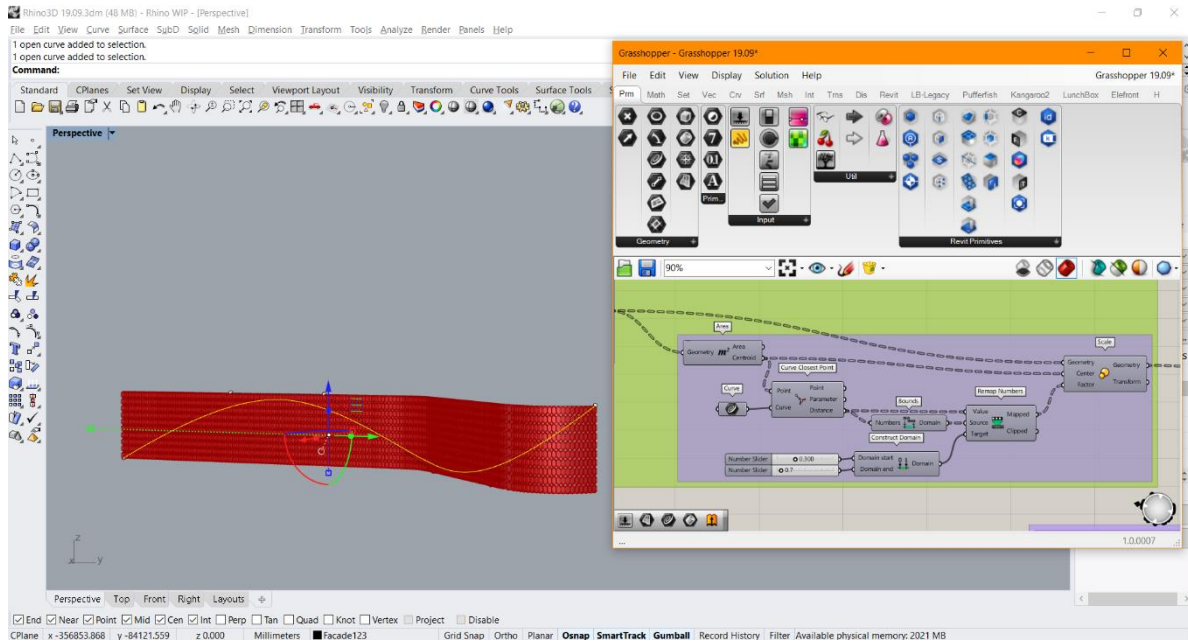 Rhino3D 19.09.3dm (48 MB) - Rhino WIP - [Perspective]
File Edit View Curve Surface SubD Solid Mesh Dimension Transform Tools Analyze Render Panels Help
1 open curve added to selection.
1 open curve added to selection.
Command:
Standard CPlanes Set View Display Select Viewport Layout Visibility Transform Curve Tools Surface Tools
Perspective
z
x y
Grasshopper - Grasshopper 19.09*
File Edit View Display Solution Help Grasshopper 19.09*
Prm Math Set Vec Crv Srf Msh Int Trns Dis Revit LB-Legacy Pufferfish Kangaroo2 LunchBox Elefront H
Geometry Prim... Input Util Revit Primitives
90%
Area
Geometry Area
Centroid
Curve Closest Point
Point Point
Parameter
Curve Distance
Curve
Bounds
Numbers Domain
Construct Domain
Number Slider 0.300
Number Slider 0.7
Domain start
Domain end
Domain
Remap Numbers
Value Mapped
Source
Target Clipped
Scale
Geometry Geometry
Center
Factor Transform
...
1.0.0007
Perspective Top Front Right Layouts
End Near Point Mid Cen Int Perp Tan Quad Knot Vertex Project Disable
CPlane x -356853.868 y -84121.559 z 0.000 Millimeters Facade123 Grid Snap Ortho Planar Osnap SmartTrack Gumball Record History Filter Available physical memory: 2021 MB